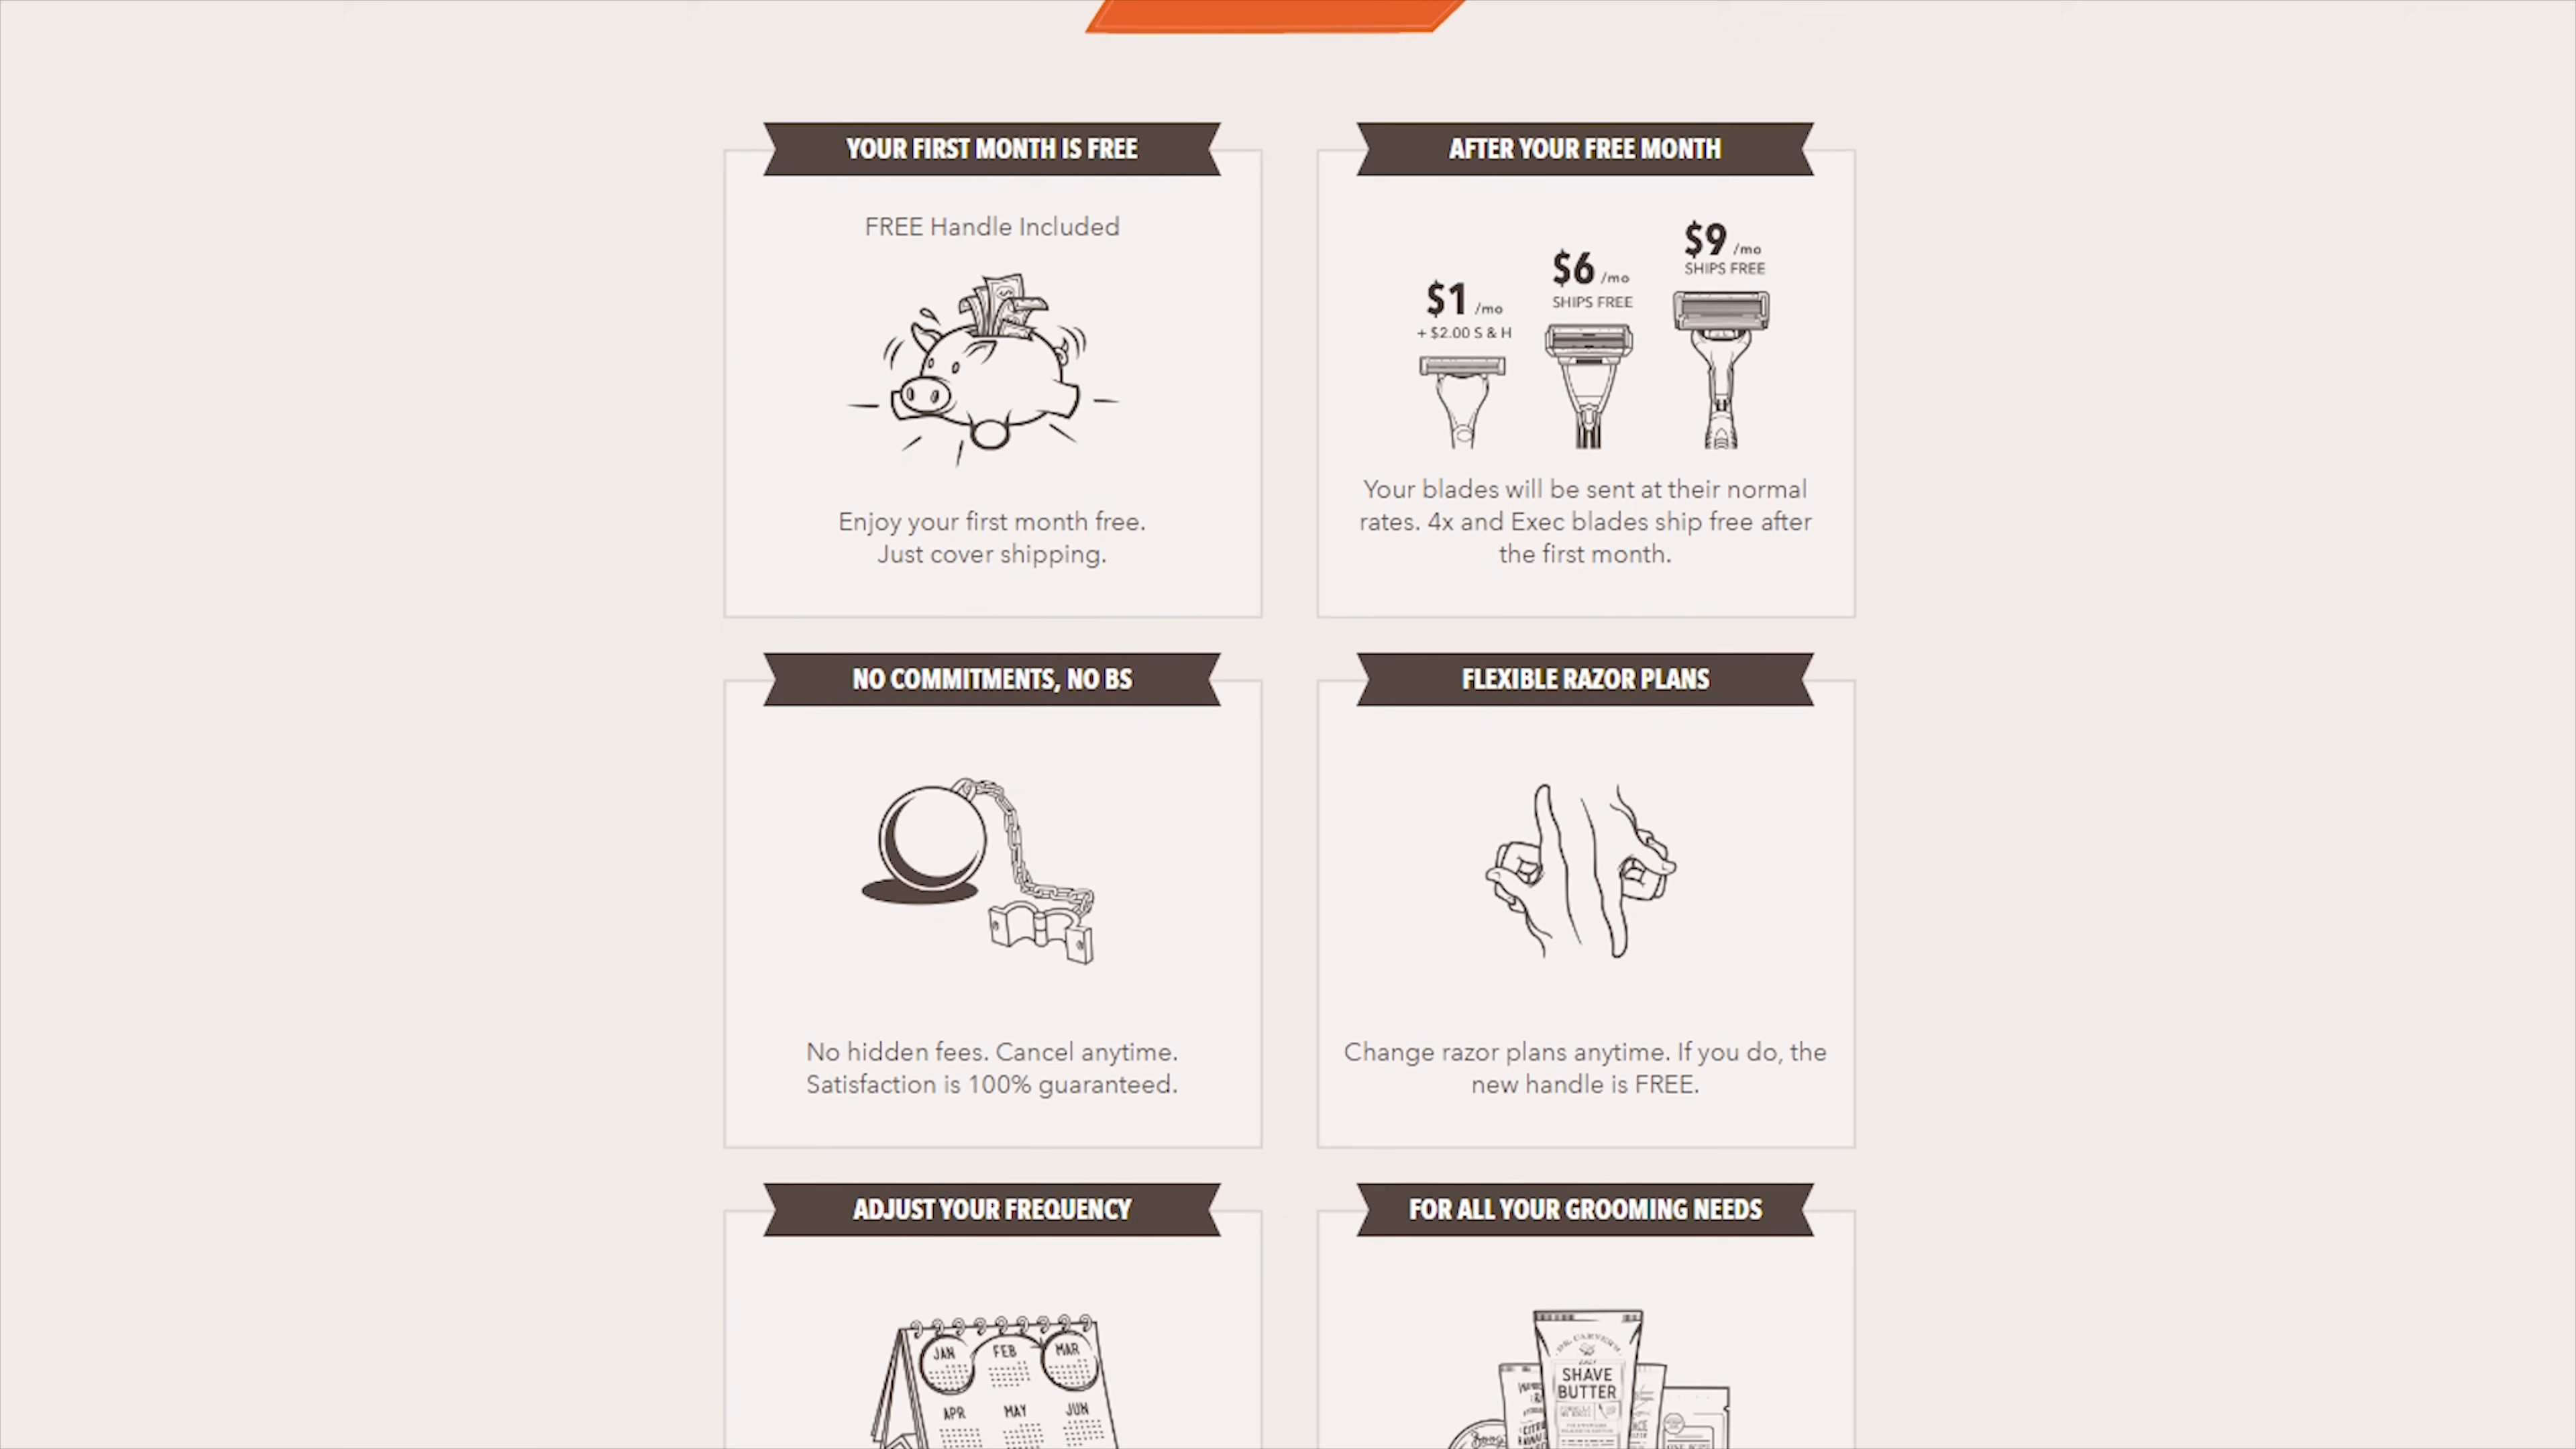 YOUR FIRST MONTH IS FREE
FREE Handle Included
Enjoy your first month free.
Just cover shipping.
AFTER YOUR FREE MONTH
$1 /mo
+ $2.00 S & H
$6 /mo
SHIPS FREE
$9 /mo
SHIPS FREE
Your blades will be sent at their normal
rates. 4x and Exec blades ship free after
the first month.
NO COMMITMENTS, NO BS
No hidden fees. Cancel anytime.
Satisfaction is 100% guaranteed.
FLEXIBLE RAZOR PLANS
Change razor plans anytime. If you do, the
new handle is FREE.
ADJUST YOUR FREQUENCY
JAN FEB MAR
APR MAY JUN
FOR ALL YOUR GROOMING NEEDS
DR. CARVER'S
EASY
SHAVE
BUTTER